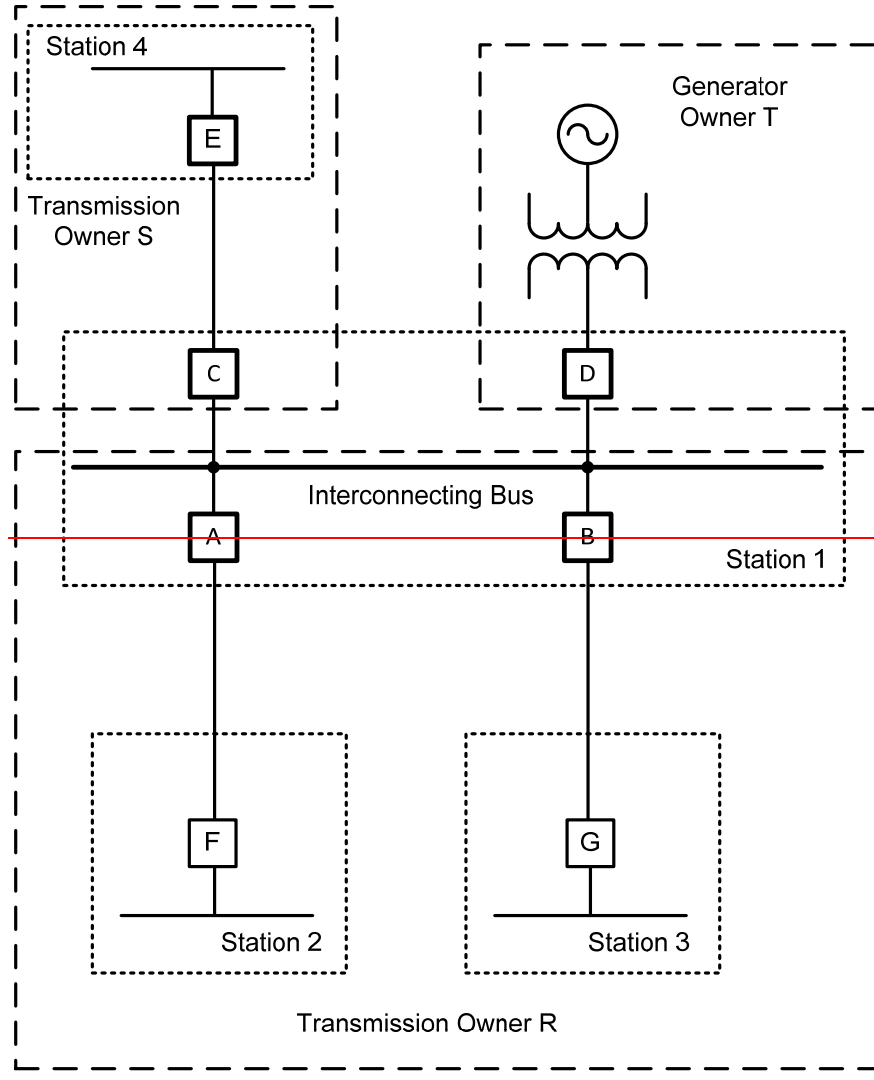 Station 4
E
Transmission
Owner S
Generator
Owner T
C
D
Interconnecting Bus
A
B
Station 1
F
G
Station 2
Station 3
Transmission Owner R